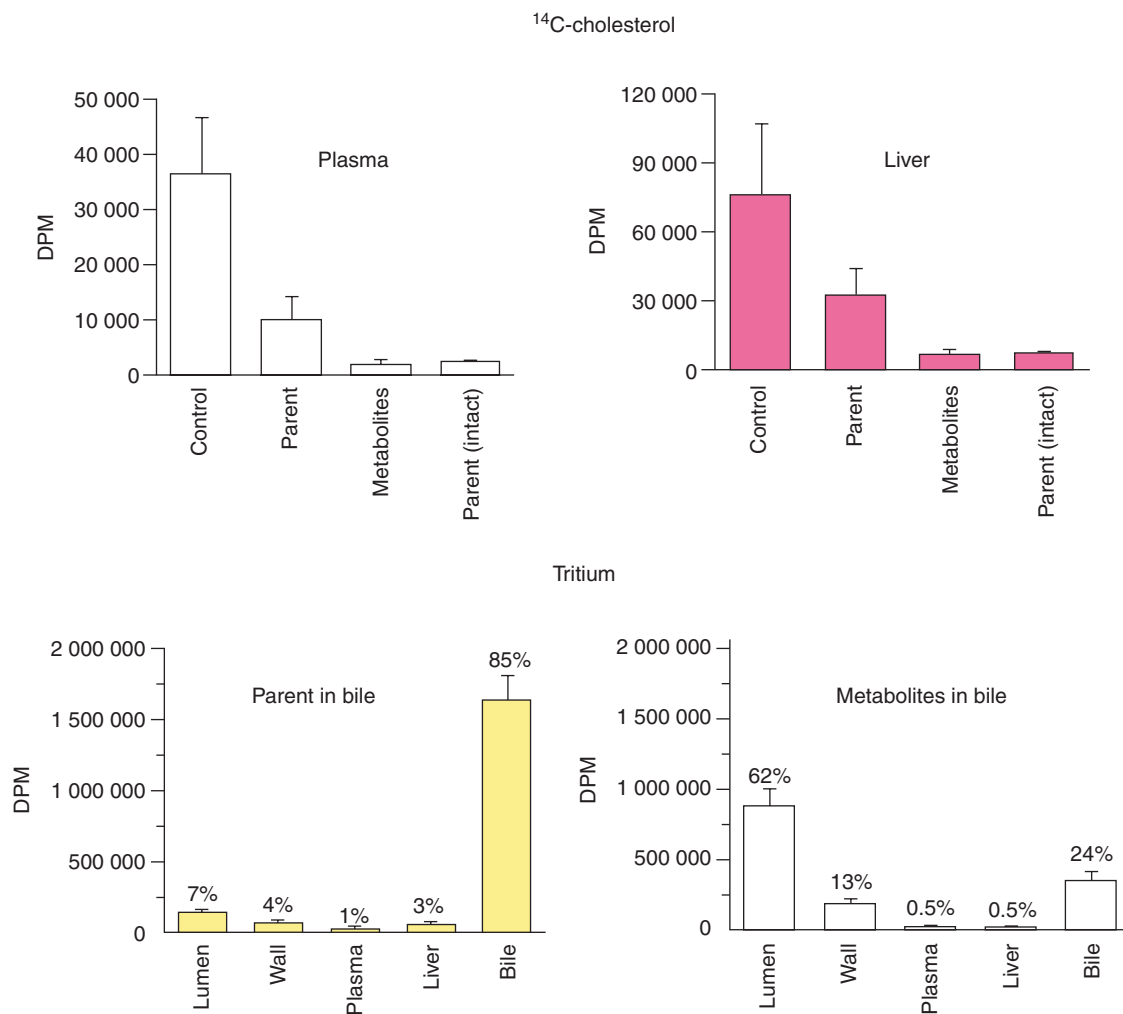 ¹⁴C-cholesterol
50 000
40 000
30 000
20 000
10 000
0
DPM
Plasma
Control
Parent
Metabolites
Parent (intact)
120 000
90 000
60 000
30 000
0
DPM
Liver
Control
Parent
Metabolites
Parent (intact)
Tritium
2 000 000
1 500 000
1 000 000
500 000
0
DPM
Parent in bile
7%
4%
1%
3%
85%
Lumen
Wall
Plasma
Liver
Bile
2 000 000
1 500 000
1 000 000
500 000
0
DPM
Metabolites in bile
62%
13%
0.5%
0.5%
24%
Lumen
Wall
Plasma
Liver
Bile